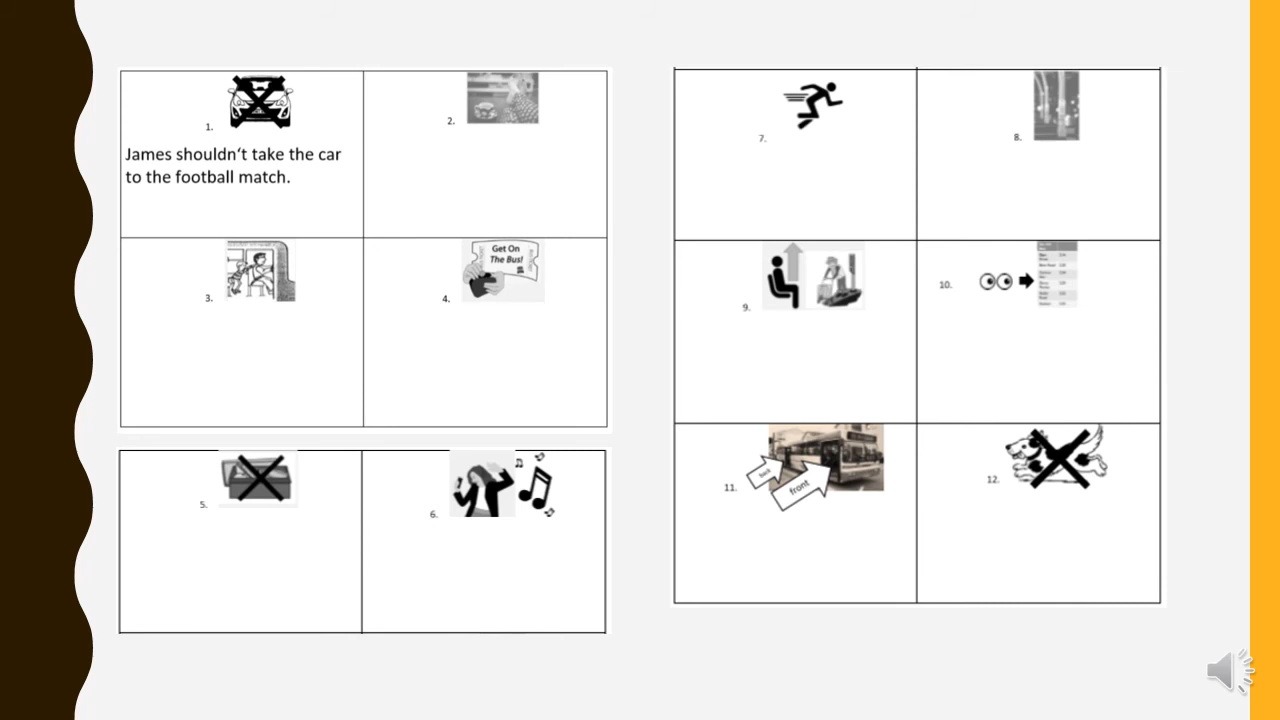 1.
James shouldn't take the car
to the football match.
2.
3.
4.
Get On
The Bus!
5.
6.
7.
8.
9.
10.
11.
back
front
12.